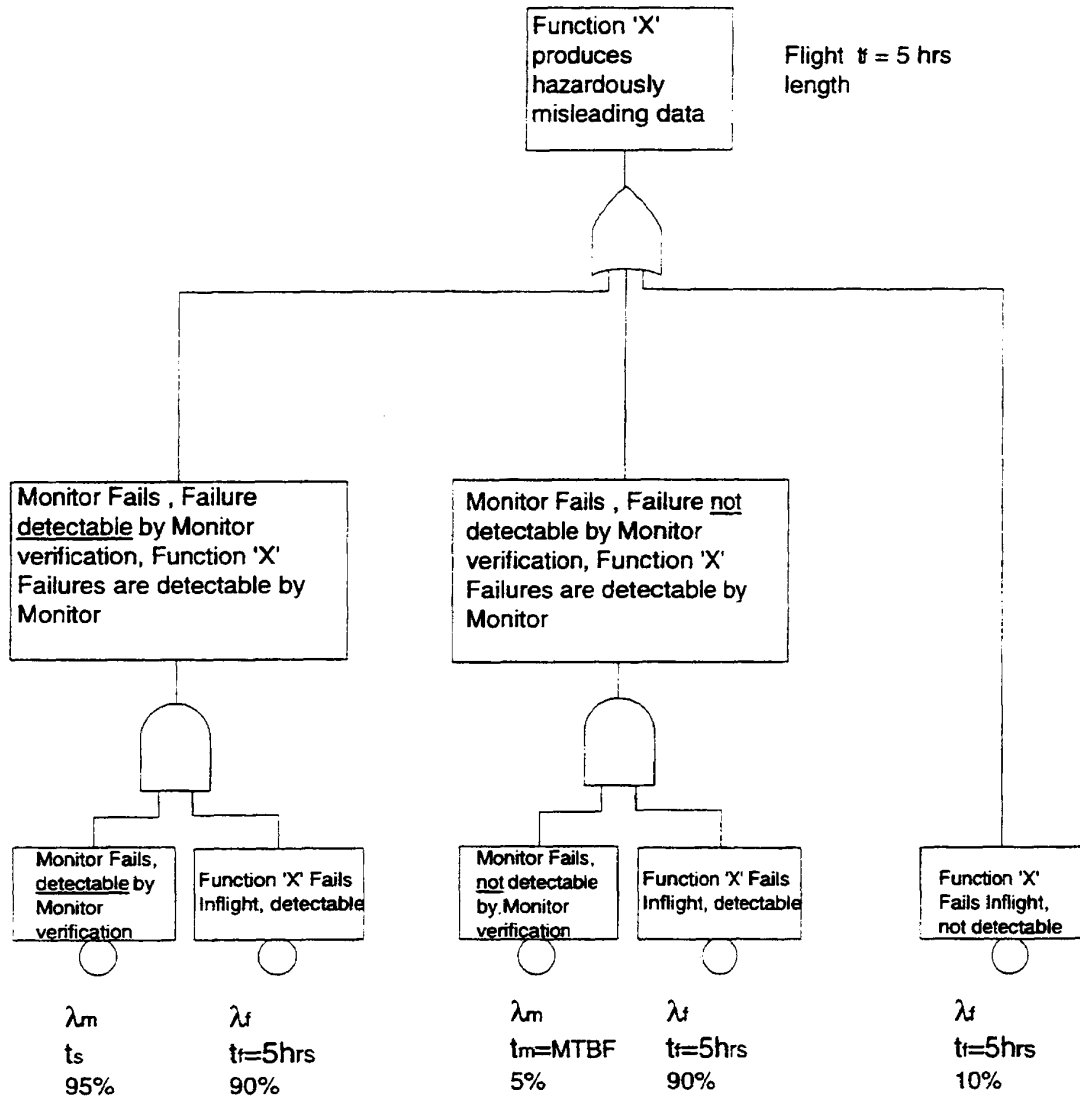 Function 'X'
produces
hazardously
misleading data
Flight tf = 5 hrs
length
Monitor Fails , Failure
detectable by Monitor
verification, Function 'X'
Failures are detectable by
Monitor
Monitor Fails , Failure not
detectable by Monitor
verification, Function 'X'
Failures are detectable by
Monitor
Monitor Fails,
detectable by
Monitor
verification
Function 'X' Fails
Inflight, detectable
Monitor Fails,
not detectable
by.Monitor
verification
Function 'X' Fails
Inflight, detectable
Function 'X'
Fails Inflight,
not detectable
λm
ts
95%
λf
tf=5hrs
90%
λm
tm=MTBF
5%
λf
tf=5hrs
90%
λf
tf=5hrs
10%